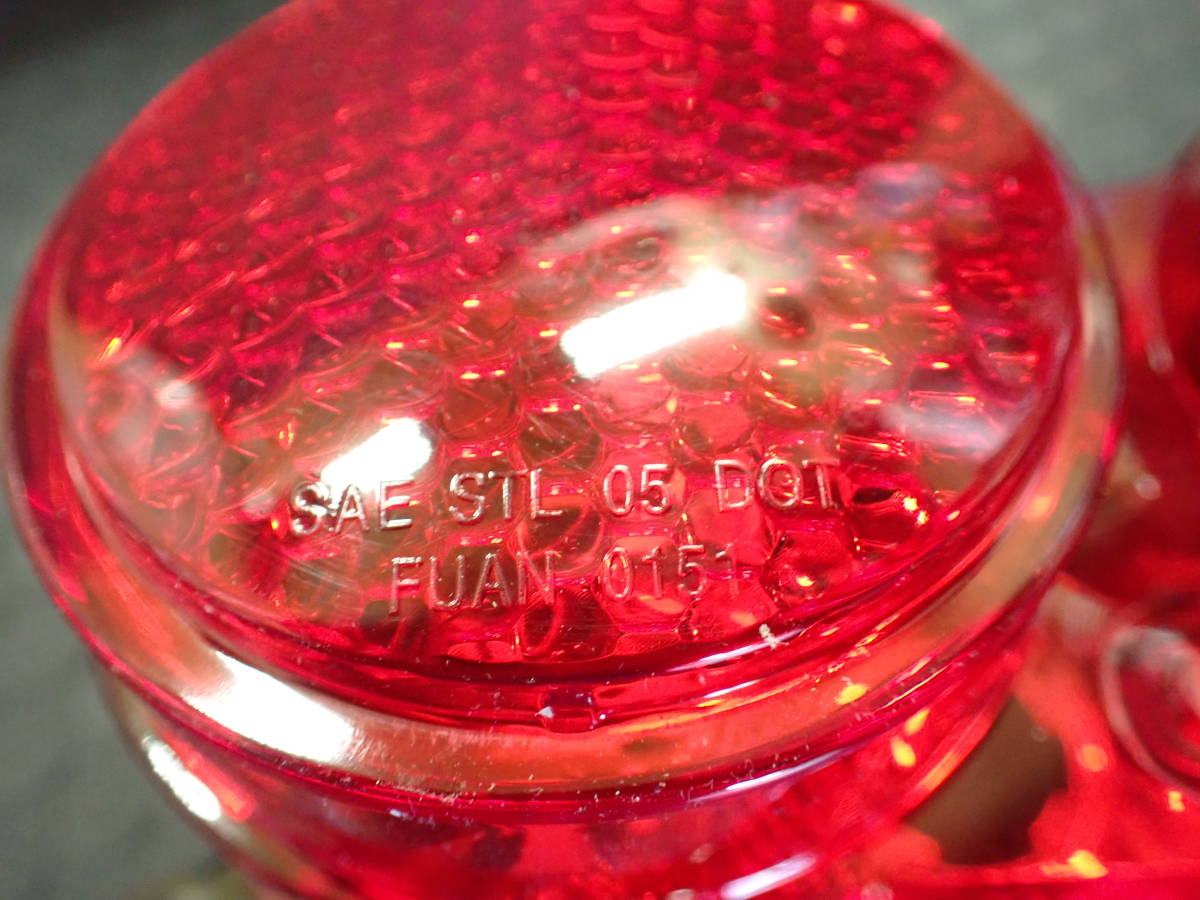 SAE STL 05 DOT
FUAN 0151